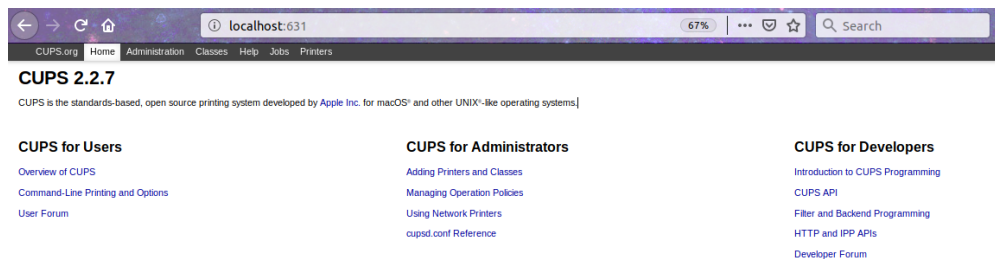 localhost:631 67% Search
CUPS.org Home Administration Classes Help Jobs Printers
CUPS 2.2.7
CUPS is the standards-based, open source printing system developed by Apple Inc. for macOS® and other UNIX®-like operating systems.
CUPS for Users
Overview of CUPS
Command-Line Printing and Options
User Forum
CUPS for Administrators
Adding Printers and Classes
Managing Operation Policies
Using Network Printers
cupsd.conf Reference
CUPS for Developers
Introduction to CUPS Programming
CUPS API
Filter and Backend Programming
HTTP and IPP APIs
Developer Forum